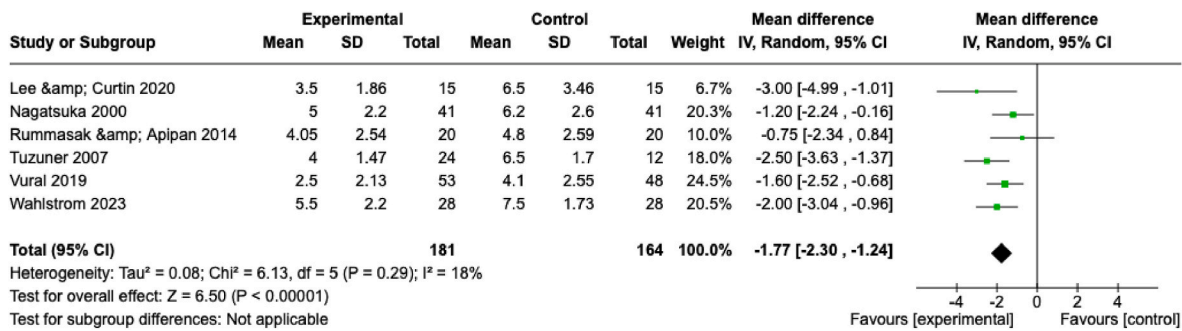 Experimental Control Mean difference Mean difference
Study or Subgroup Mean SD Total Mean SD Total Weight IV, Random, 95% CI IV, Random, 95% CI
Lee &amp; Curtin 2020 3.5 1.86 15 6.5 3.46 15 6.7% -3.00 [-4.99 , -1.01]
Nagatsuka 2000 5 2.2 41 6.2 2.6 41 20.3% -1.20 [-2.24 , -0.16]
Rummasak &amp; Apipan 2014 4.05 2.54 20 4.8 2.59 20 10.0% -0.75 [-2.34 , 0.84]
Tuzuner 2007 4 1.47 24 6.5 1.7 12 18.0% -2.50 [-3.63 , -1.37]
Vural 2019 2.5 2.13 53 4.1 2.55 48 24.5% -1.60 [-2.52 , -0.68]
Wahlstrom 2023 5.5 2.2 28 7.5 1.73 28 20.5% -2.00 [-3.04 , -0.96]
Total (95% CI) 181 164 100.0% -1.77 [-2.30 , -1.24]
Heterogeneity: Tau² = 0.08; Chi² = 6.13, df = 5 (P = 0.29); I² = 18%
Test for overall effect: Z = 6.50 (P < 0.00001)
-4 -2 0 2 4
Test for subgroup differences: Not applicable
Favours [experimental] Favours [control]